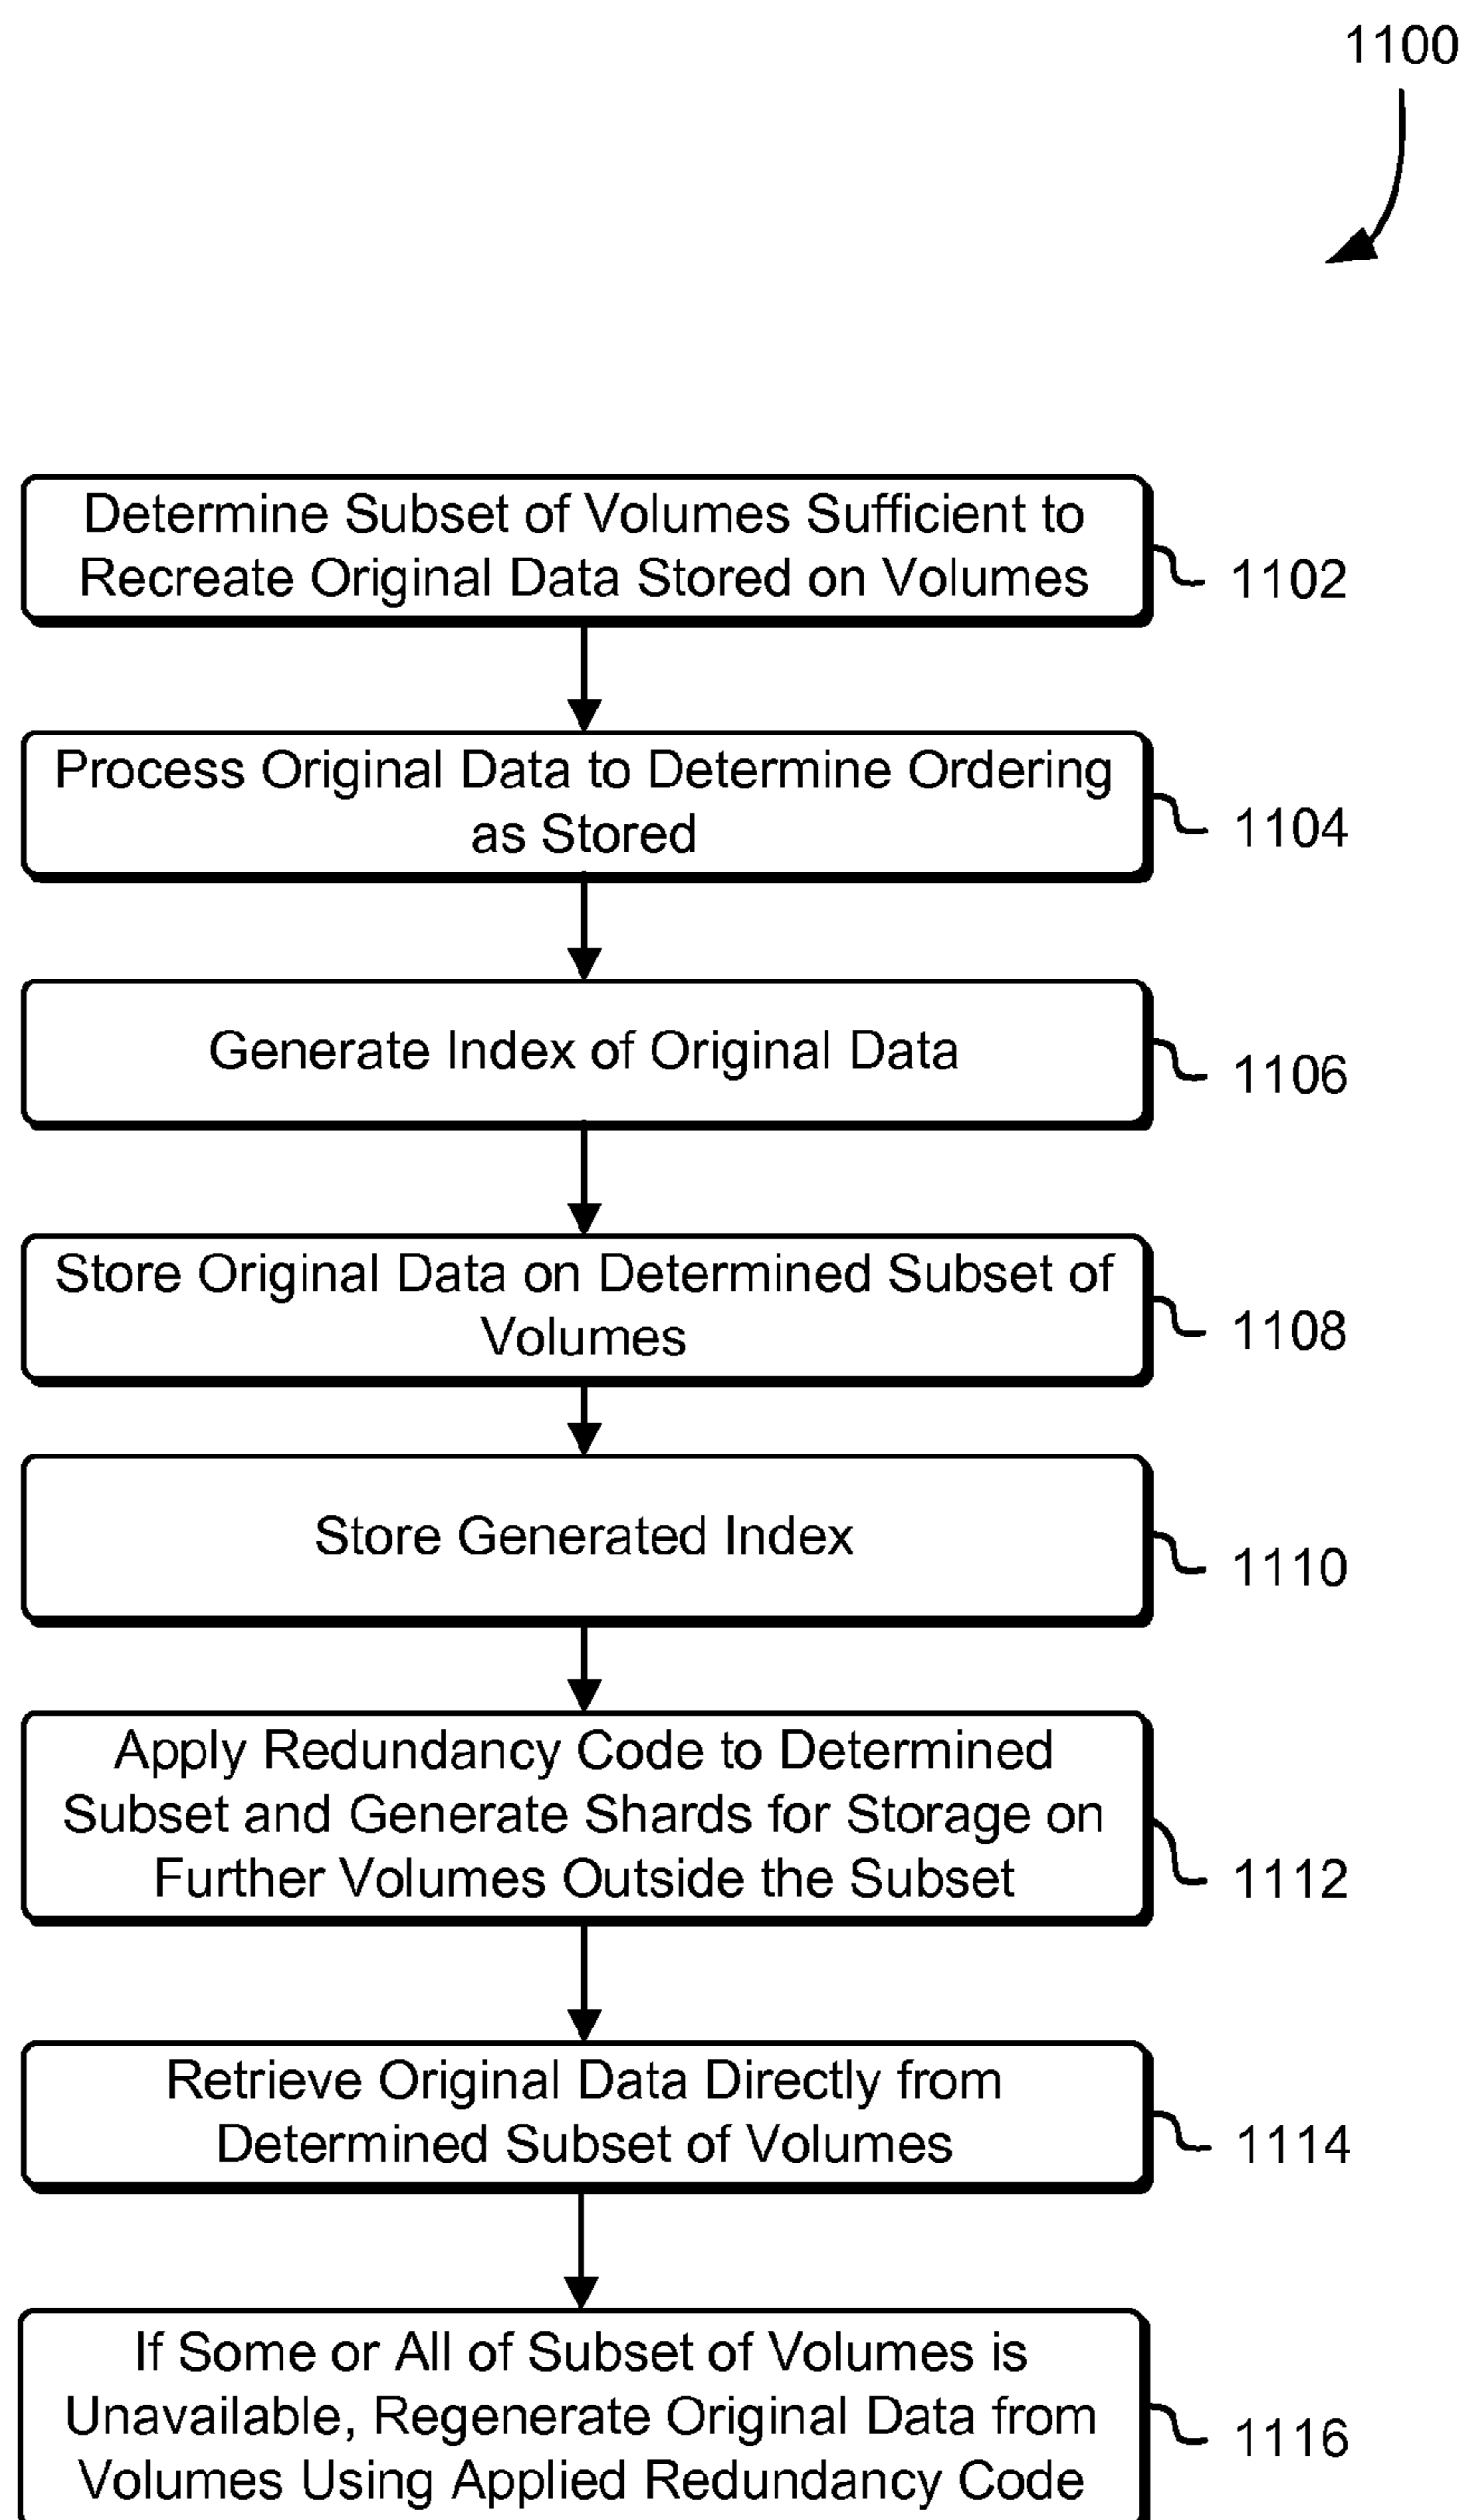 1100
Determine Subset of Volumes Sufficient to
Recreate Original Data Stored on Volumes
1102
Process Original Data to Determine Ordering
as Stored
1104
Generate Index of Original Data
1106
Store Original Data on Determined Subset of
Volumes
1108
Store Generated Index
1110
Apply Redundancy Code to Determined
Subset and Generate Shards for Storage on
Further Volumes Outside the Subset
1112
Retrieve Original Data Directly from
Determined Subset of Volumes
1114
If Some or All of Subset of Volumes is
Unavailable, Regenerate Original Data from
Volumes Using Applied Redundancy Code
1116